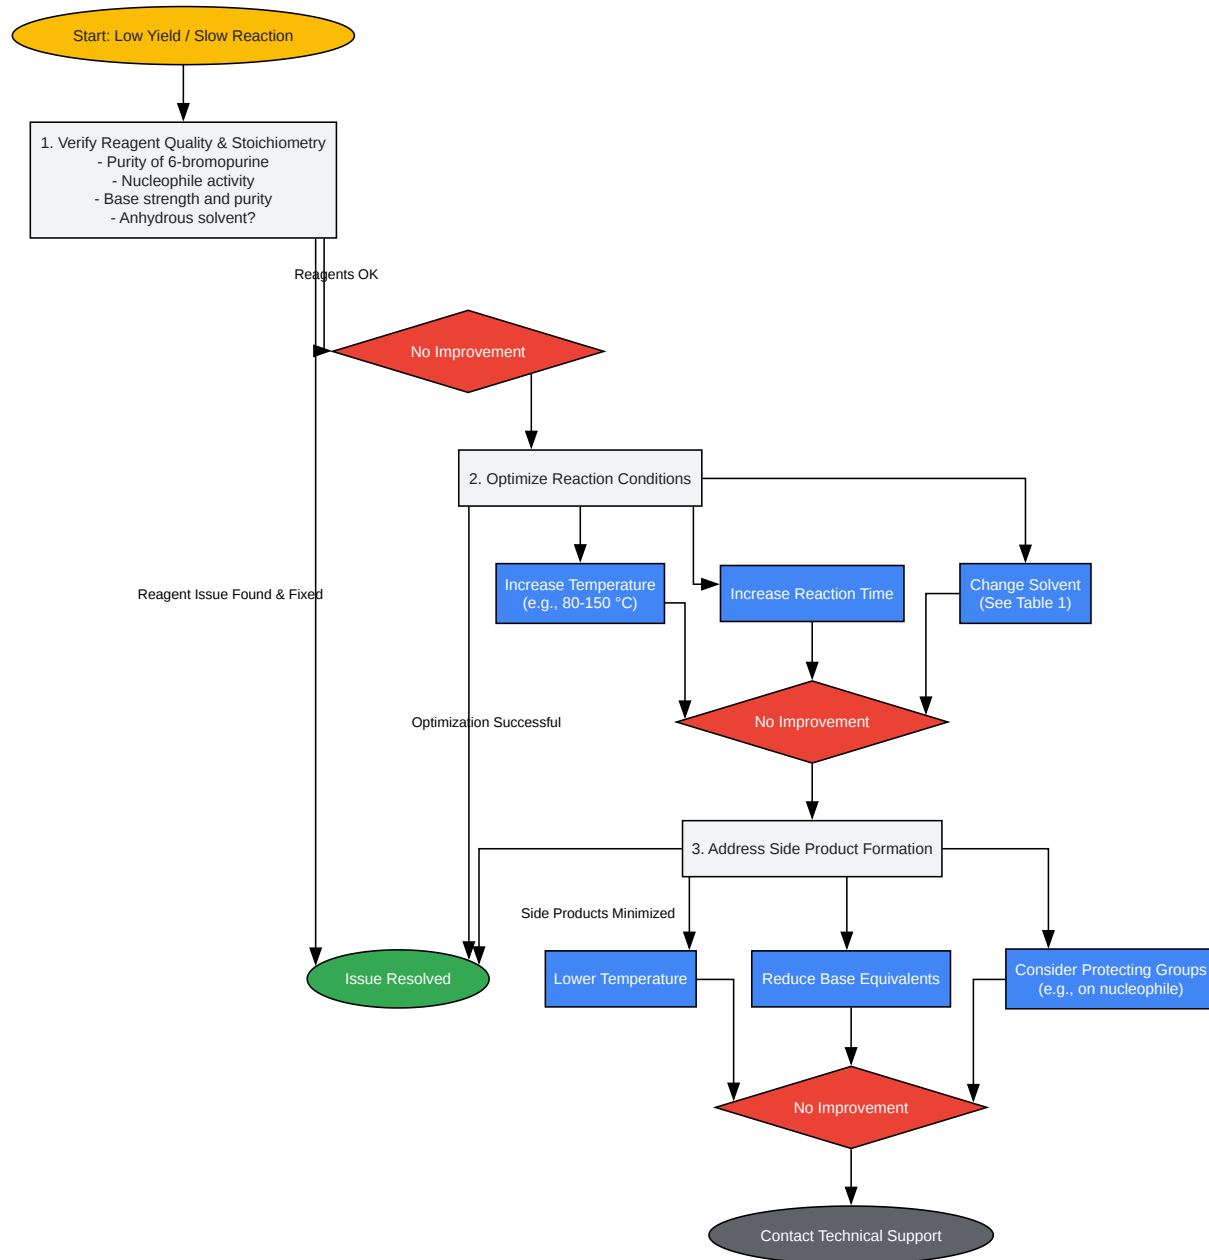 Start: Low Yield / Slow Reaction
1. Verify Reagent Quality & Stoichiometry
- Purity of 6-bromopurine
- Nucleophile activity
- Base strength and purity
- Anhydrous solvent?
Reagents OK
No Improvement
2. Optimize Reaction Conditions
Increase Temperature
(e.g., 80-150 °C)
Increase Reaction Time
Change Solvent
(See Table 1)
Reagent Issue Found & Fixed
Optimization Successful
No Improvement
3. Address Side Product Formation
Side Products Minimized
Issue Resolved
Lower Temperature
Reduce Base Equivalents
Consider Protecting Groups
(e.g., on nucleophile)
No Improvement
Contact Technical Support